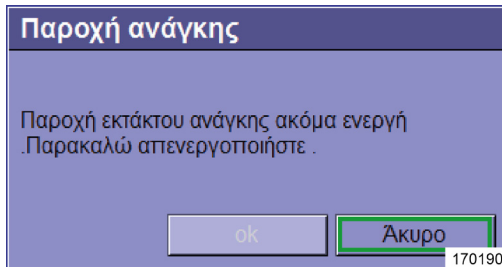 Παροχή ανάγκης
Παροχή εκτάκτου ανάγκης ακόμα ενεργή
.Παρακαλώ απενεργοποιήστε .
ok
Άκυρο
170190